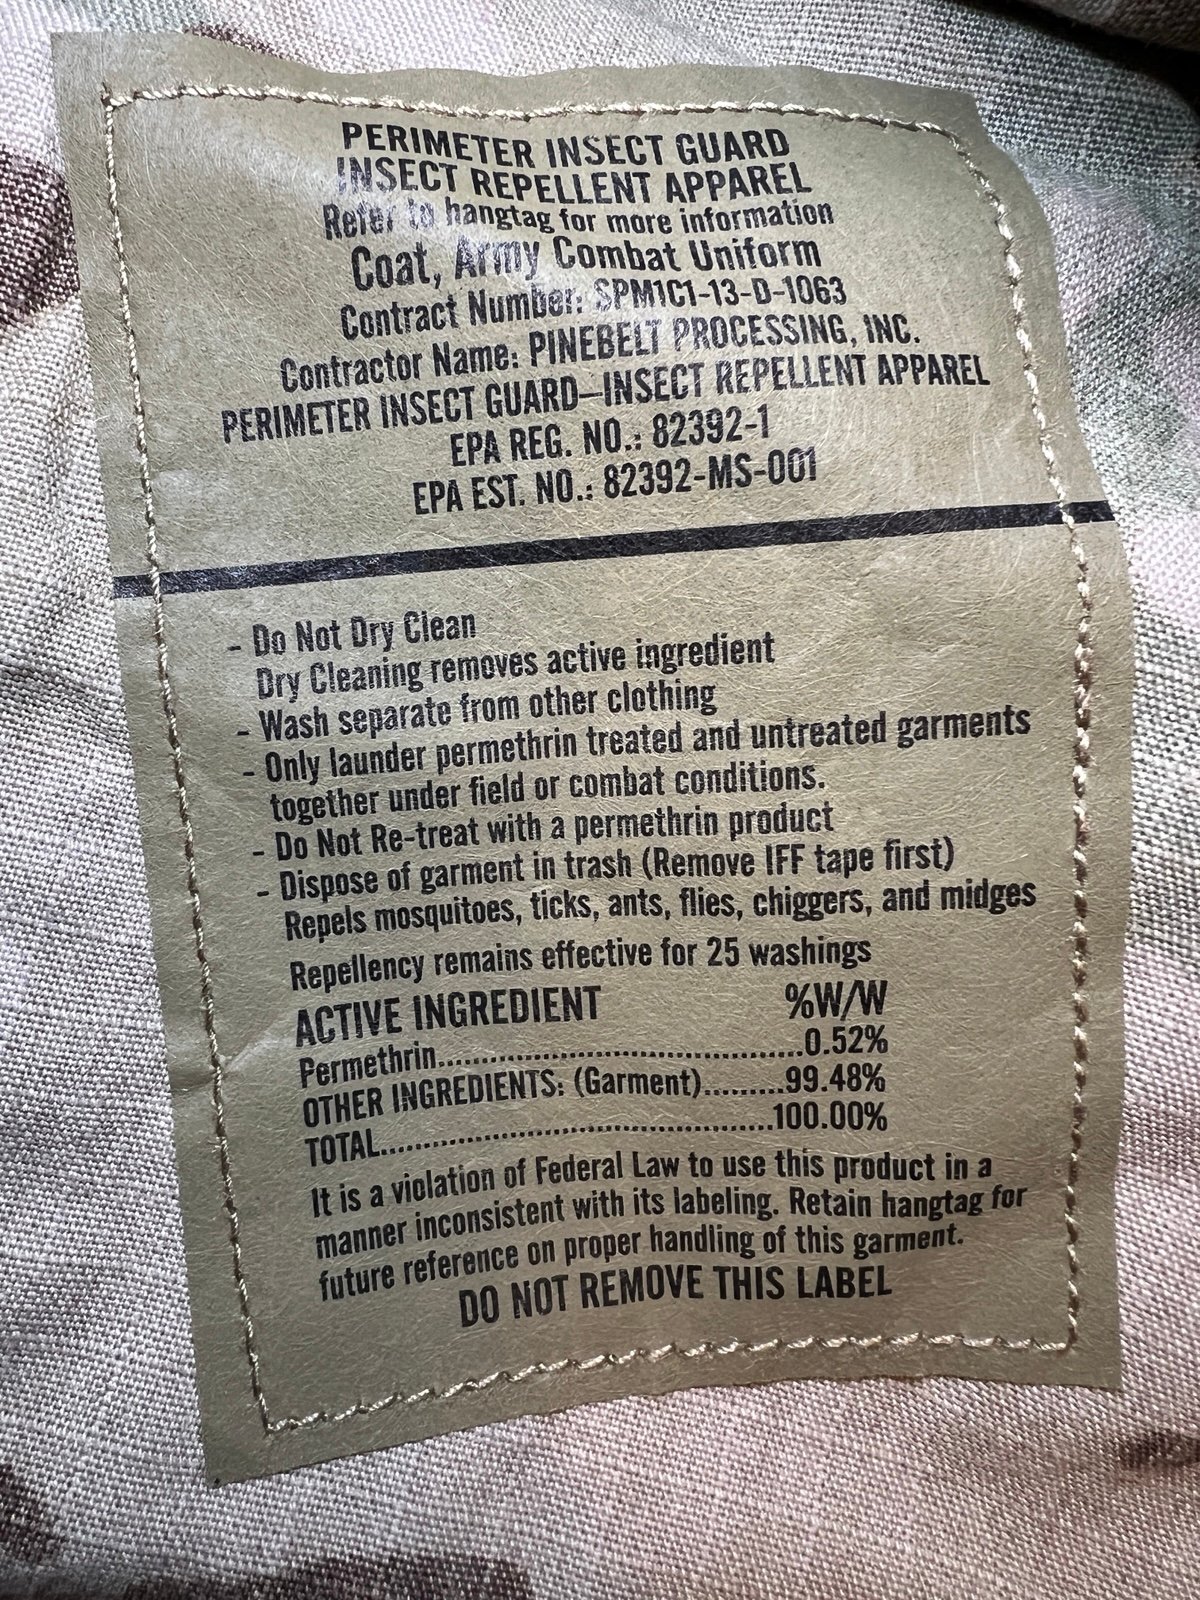 PERIMETER INSECT GUARD
INSECT REPELLENT APPAREL
Refer to hangtag for more information
Coat, Army Combat Uniform
Contract Number: SPM1C1-13-D-1063
Contractor Name: PINEBELT PROCESSING, INC.
PERIMETER INSECT GUARD—INSECT REPELLENT APPAREL
EPA REG. NO.: 82392-1
EPA EST. NO.: 82392-MS-001
- Do Not Dry Clean
Dry Cleaning removes active ingredient
- Wash separate from other clothing
- Only launder permethrin treated and untreated garments
together under field or combat conditions.
- Do Not Re-treat with a permethrin product
- Dispose of garment in trash (Remove IFF tape first)
Repels mosquitoes, ticks, ants, flies, chiggers, and midges
Repellency remains effective for 25 washings
ACTIVE INGREDIENT %W/W
Permethrin..........................................0.52%
OTHER INGREDIENTS: (Garment).........99.48%
TOTAL.............................................100.00%
It is a violation of Federal Law to use this product in a
manner inconsistent with its labeling. Retain hangtag for
future reference on proper handling of this garment.
DO NOT REMOVE THIS LABEL